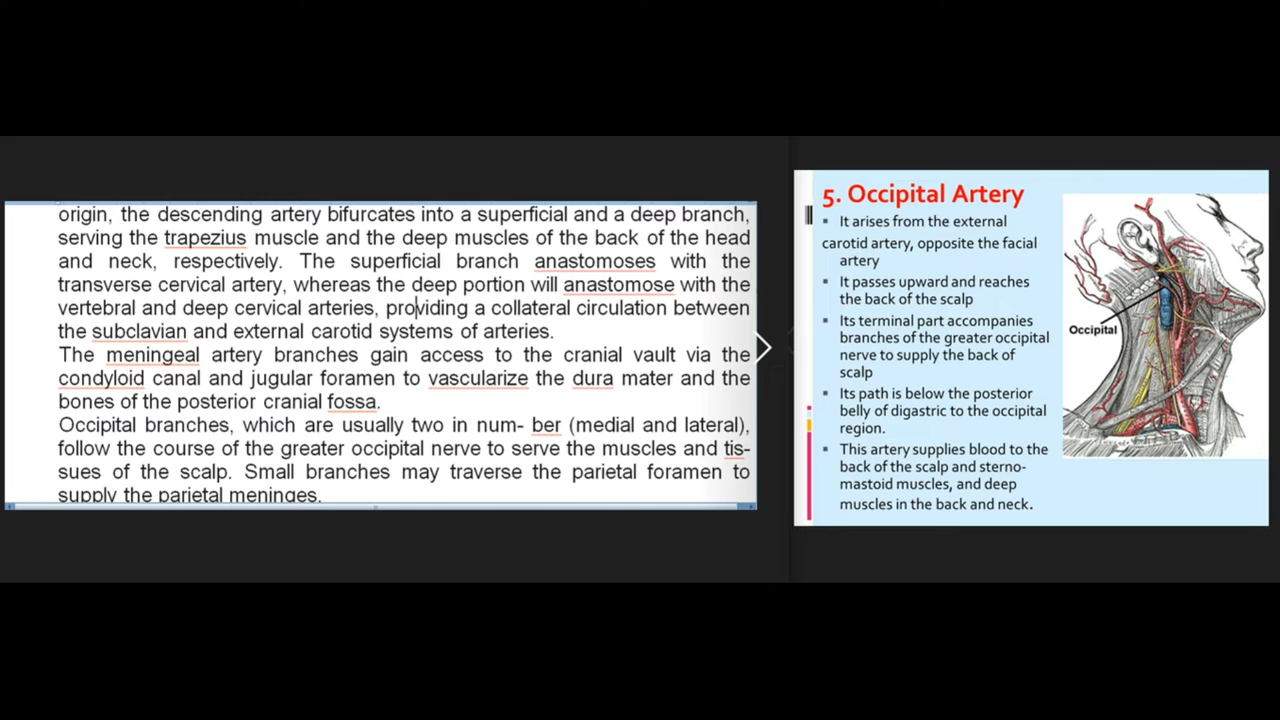 origin, the descending artery bifurcates into a superficial and a deep branch,
serving the trapezius muscle and the deep muscles of the back of the head
and neck, respectively. The superficial branch anastomoses with the
transverse cervical artery, whereas the deep portion will anastomose with the
vertebral and deep cervical arteries, providing a collateral circulation between
the subclavian and external carotid systems of arteries.
The meningeal artery branches gain access to the cranial vault via the
condyloid canal and jugular foramen to vascularize the dura mater and the
bones of the posterior cranial fossa.
Occipital branches, which are usually two in num- ber (medial and lateral),
follow the course of the greater occipital nerve to serve the muscles and tis-
sues of the scalp. Small branches may traverse the parietal foramen to
supply the parietal meninges.
5. Occipital Artery
▪ It arises from the external
carotid artery, opposite the facial
artery
▪ It passes upward and reaches
the back of the scalp
▪ Its terminal part accompanies
branches of the greater occipital
nerve to supply the back of
scalp
▪ Its path is below the posterior
belly of digastric to the occipital
region.
▪ This artery supplies blood to the
back of the scalp and sterno-
mastoid muscles, and deep
muscles in the back and neck.
Occipital